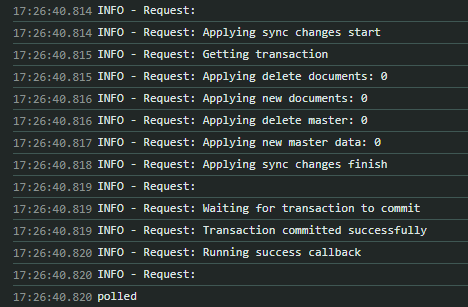 17:26:40.814 INFO - Request:
17:26:40.814 INFO - Request: Applying sync changes start
17:26:40.815 INFO - Request: Getting transaction
17:26:40.815 INFO - Request: Applying delete documents: 0
17:26:40.816 INFO - Request: Applying new documents: 0
17:26:40.816 INFO - Request: Applying delete master: 0
17:26:40.817 INFO - Request: Applying new master data: 0
17:26:40.818 INFO - Request: Applying sync changes finish
17:26:40.819 INFO - Request:
17:26:40.819 INFO - Request: Waiting for transaction to commit
17:26:40.819 INFO - Request: Transaction committed successfully
17:26:40.820 INFO - Request: Running success callback
17:26:40.820 INFO - Request:
17:26:40.820 polled